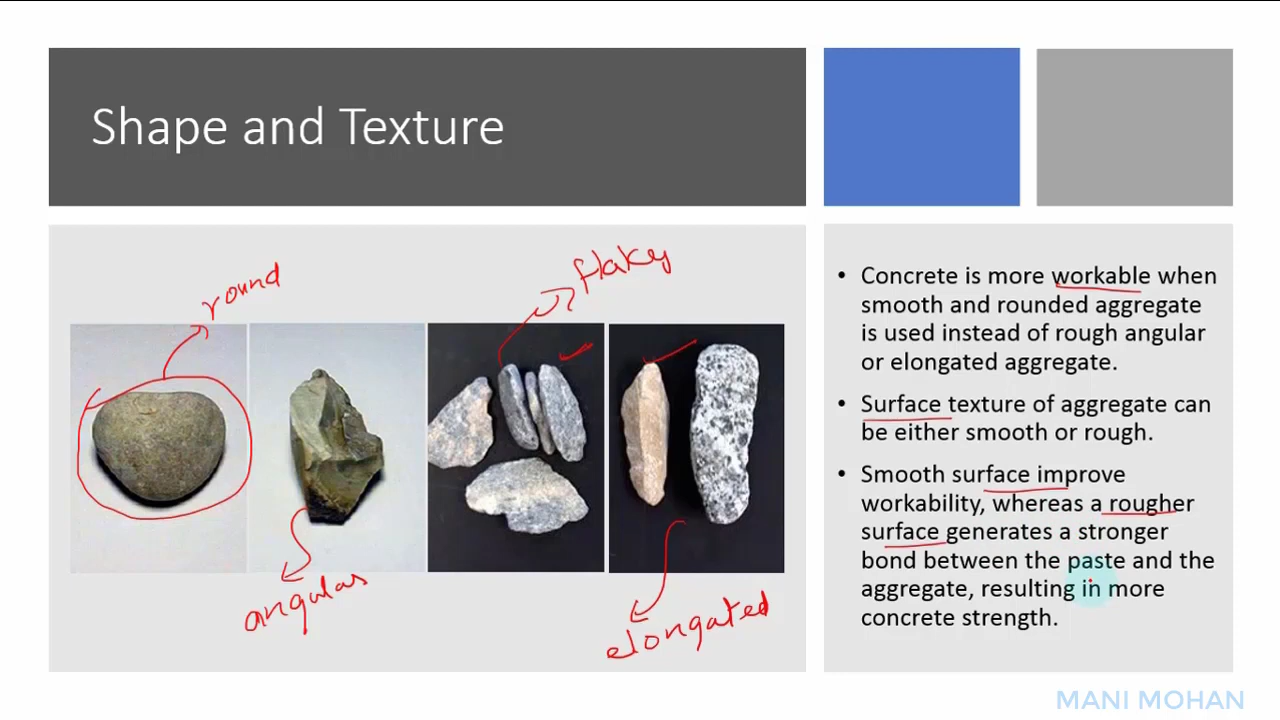 Shape and Texture
round
flaky
angular
elongated
• Concrete is more workable when
smooth and rounded aggregate
is used instead of rough angular
or elongated aggregate.
• Surface texture of aggregate can
be either smooth or rough.
• Smooth surface improve
workability, whereas a rougher
surface generates a stronger
bond between the paste and the
aggregate, resulting in more
concrete strength.
MANI MOHAN